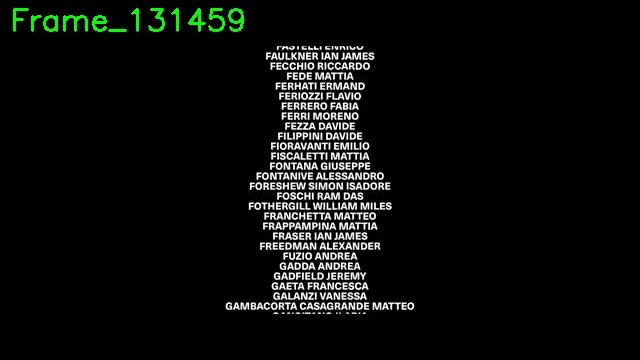 Frame_131459
FASTELLI ENRICO
FAULKNER IAN JAMES
FECCHIO RICCARDO
FEDE MATTIA
FERHATI ERMAND
FERIOZZI FLAVIO
FERRERO FABIA
FERRI MORENO
FEZZA DAVIDE
FILIPPINI DAVIDE
FIORAVANTI EMILIO
FISCALETTI MATTIA
FONTANA GIUSEPPE
FONTANIVE ALESSANDRO
FORESHEW SIMON ISADORE
FOSCHI RAM DAS
FOTHERGILL WILLIAM MILES
FRANCHETTA MATTEO
FRAPPAMPINA MATTIA
FRASER IAN JAMES
FREEDMAN ALEXANDER
FUZIO ANDREA
GADDA ANDREA
GADFIELD JEREMY
GAETA FRANCESCA
GALANZI VANESSA
GAMBACORTA CASAGRANDE MATTEO